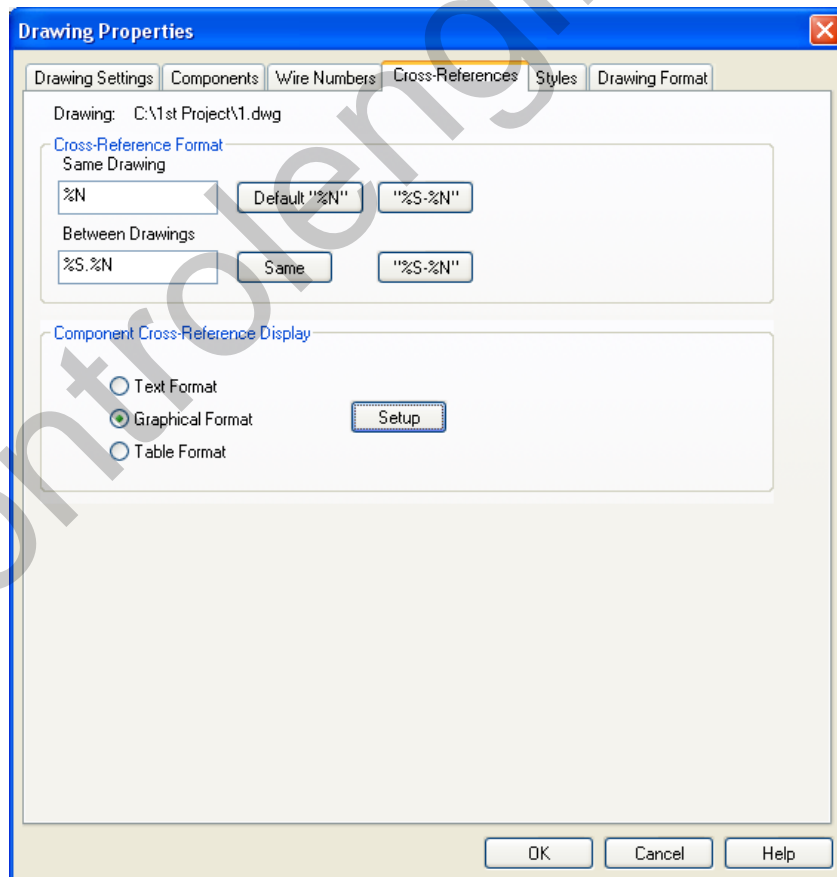 Drawing Properties
Drawing Settings Components Wire Numbers Cross-References Styles Drawing Format
Drawing: C:\1st Project\1.dwg
Cross-Reference Format
Same Drawing
%N Default "%N" "%S-%N"
Between Drawings
%S.%N Same "%S-%N"
Component Cross-Reference Display
Text Format
Graphical Format Setup
Table Format
OK Cancel Help